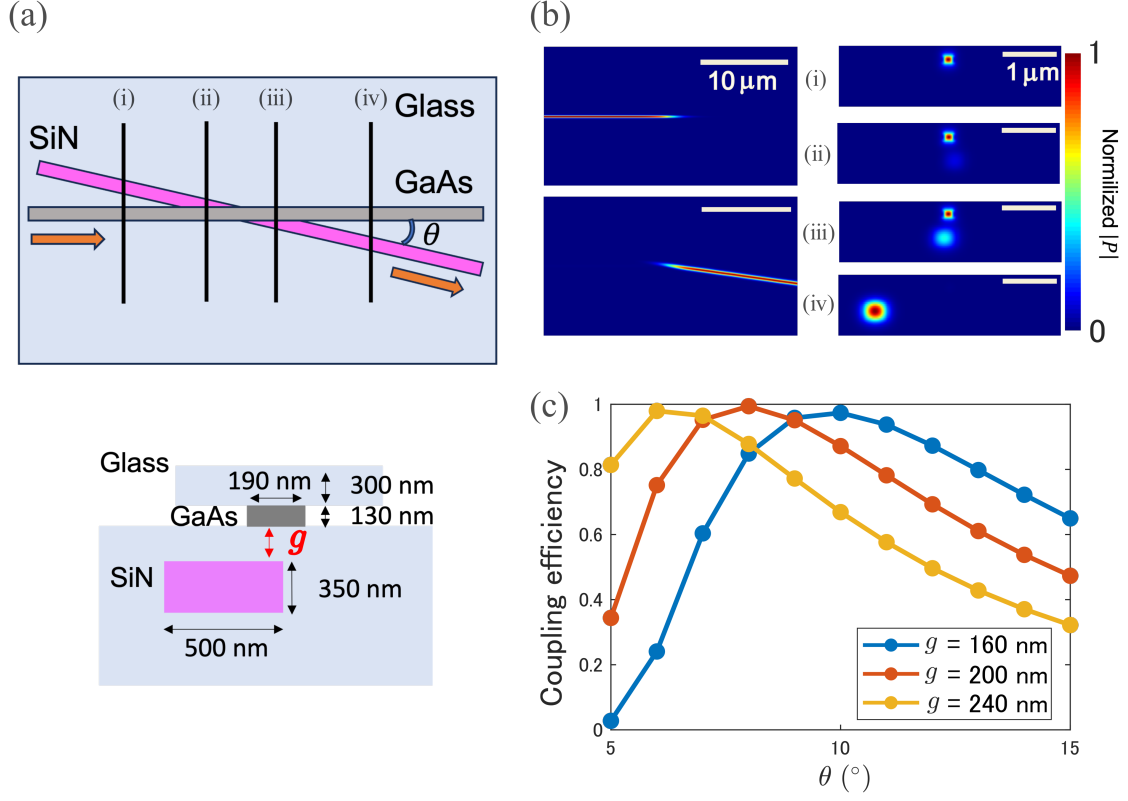 (a)
(i) (ii) (iii) (iv)
Glass
SiN
GaAs
θ
Glass
190 nm
300 nm
GaAs
130 nm
g
SiN
350 nm
500 nm
(b)
10 μm
(i)
1 μm
(ii)
(iii)
(iv)
1
Normilized |P|
0
(c)
Coupling efficiency
1
0.8
0.6
0.4
0.2
0
5 10 15
θ (°)
g = 160 nm
g = 200 nm
g = 240 nm